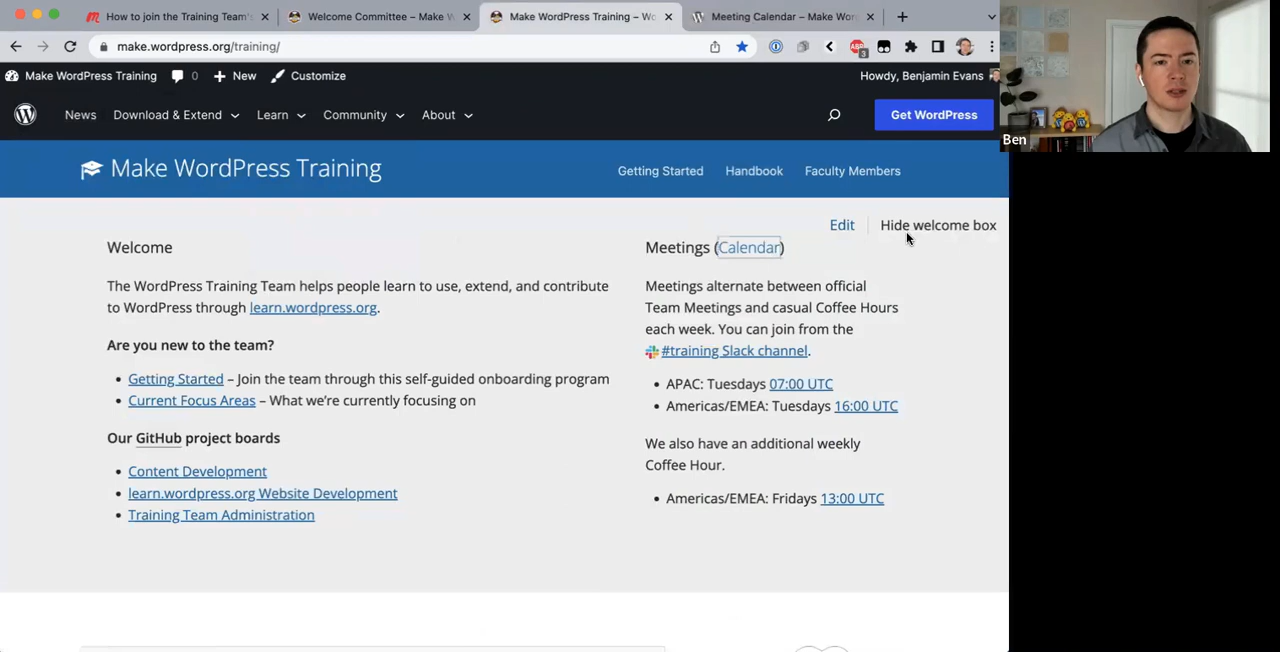 How to join the Training Team's
Welcome Committee – Make W
Make WordPress Training – Wo
Meeting Calendar – Make Wor
make.wordpress.org/training/
3
Make WordPress Training
0
New
Customize
Howdy, Benjamin Evans
News
Download & Extend
Learn
Community
About
Get WordPress
Ben
Make WordPress Training
Getting Started
Handbook
Faculty Members
Edit
Hide welcome box
Welcome
The WordPress Training Team helps people learn to use, extend, and contribute
to WordPress through learn.wordpress.org.
Are you new to the team?
• Getting Started – Join the team through this self-guided onboarding program
• Current Focus Areas – What we're currently focusing on
Our GitHub project boards
• Content Development
• learn.wordpress.org Website Development
• Training Team Administration
Meetings (Calendar)
Meetings alternate between official
Team Meetings and casual Coffee Hours
each week. You can join from the
#training Slack channel.
• APAC: Tuesdays 07:00 UTC
• Americas/EMEA: Tuesdays 16:00 UTC
We also have an additional weekly
Coffee Hour.
• Americas/EMEA: Fridays 13:00 UTC